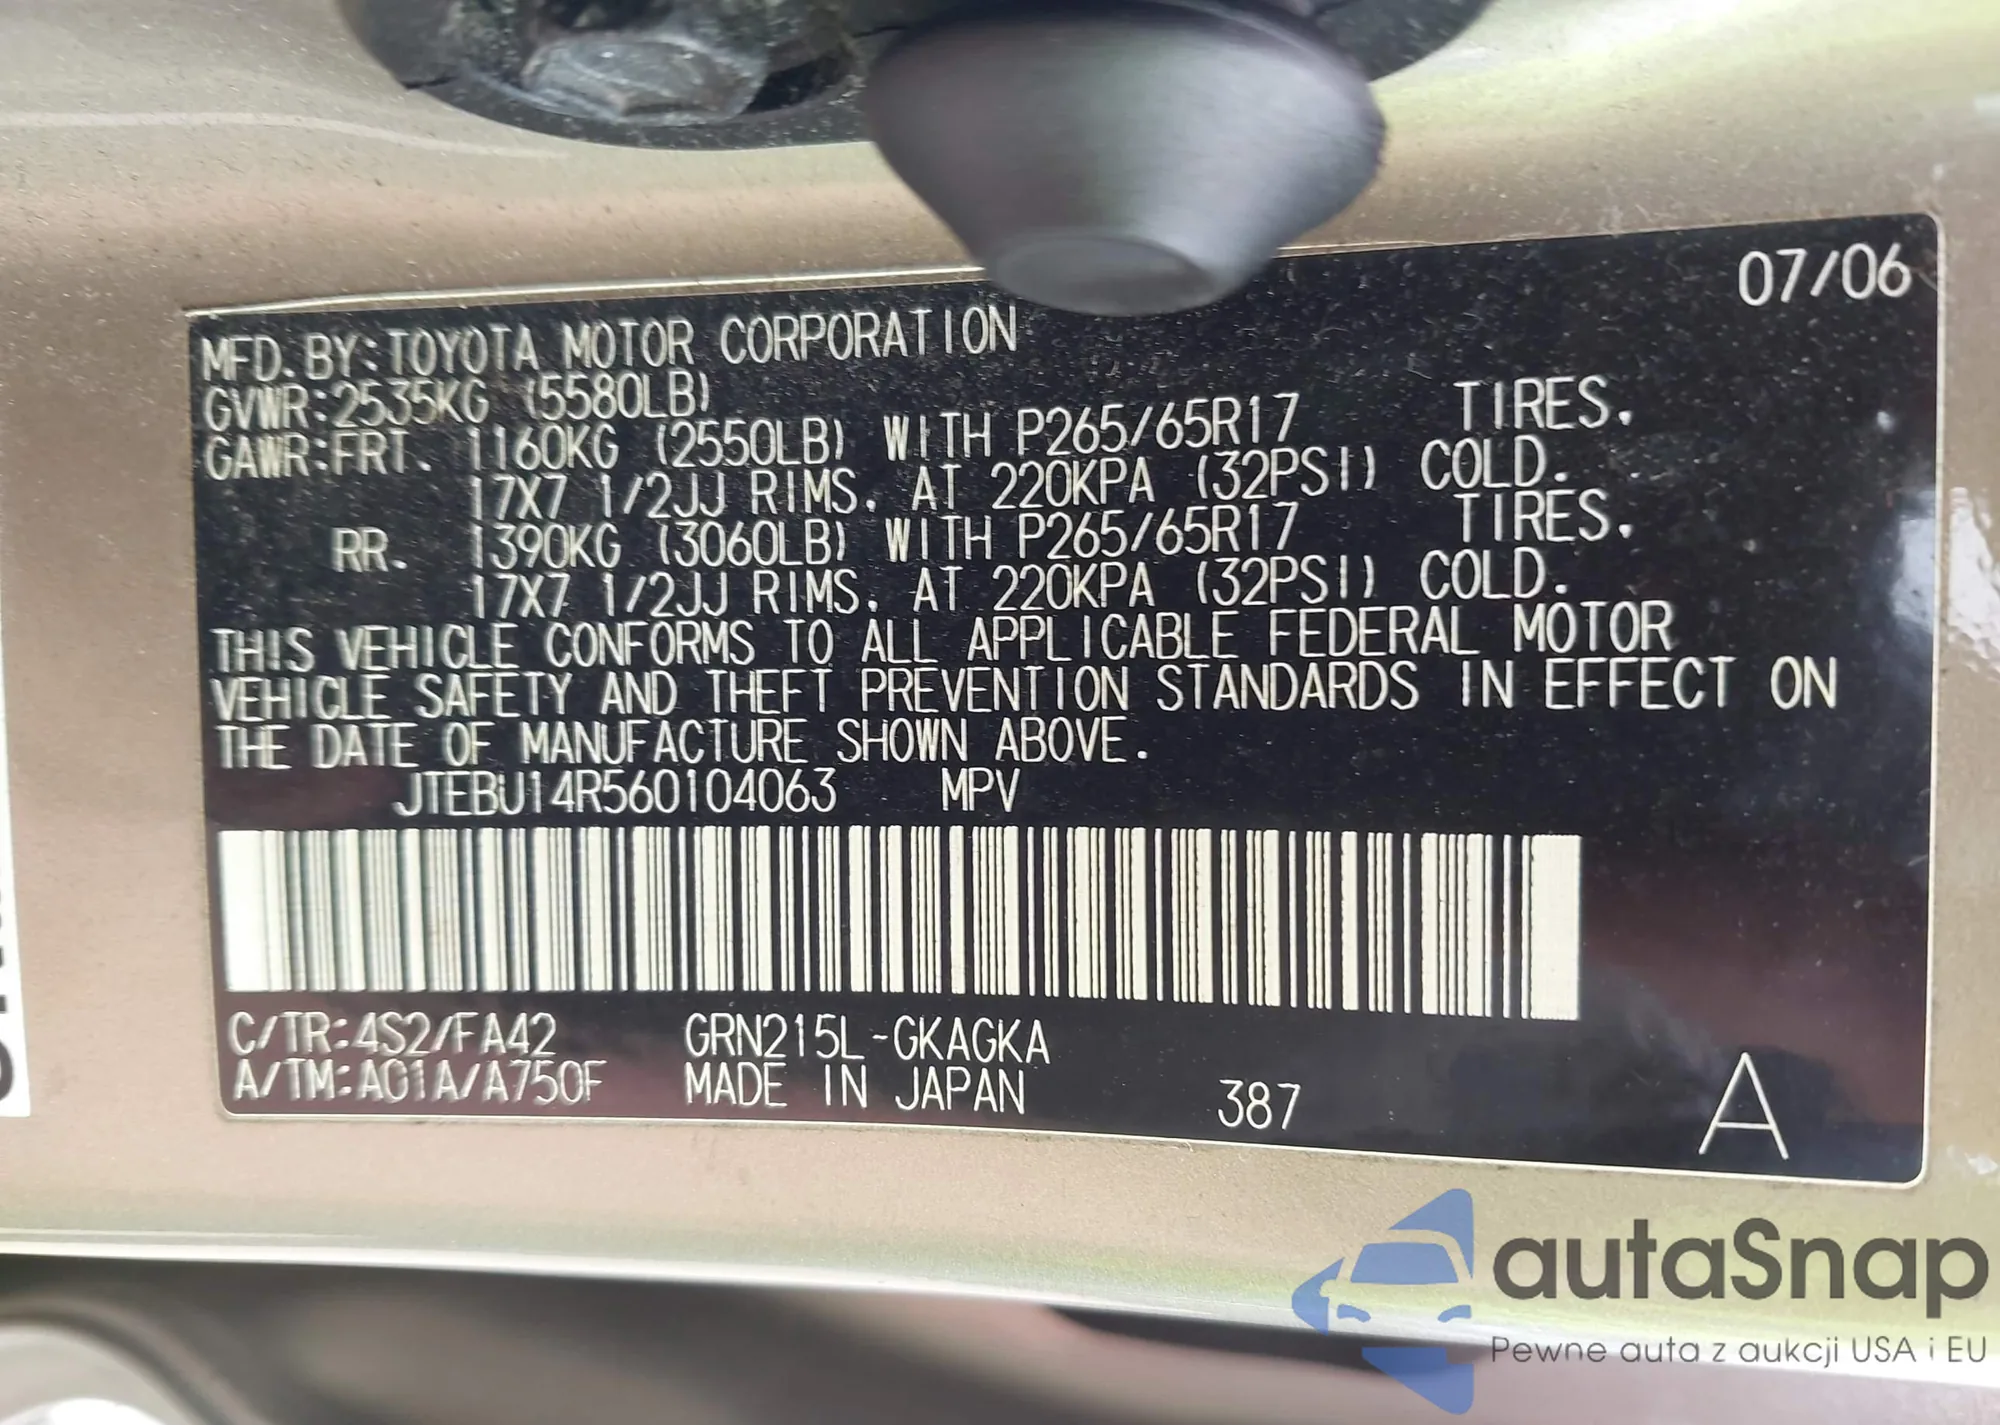 07/06
MFD. BY: TOYOTA MOTOR CORPORATION
GVWR: 2535KG (5580LB)
GAWR: FRT. 1160KG (2550LB) WITH P265/65R17 TIRES.
17X7 1/2JJ RIMS. AT 220KPA (32PSI) COLD.
RR. 1390KG (3060LB) WITH P265/65R17 TIRES.
17X7 1/2JJ RIMS. AT 220KPA (32PSI) COLD.
THIS VEHICLE CONFORMS TO ALL APPLICABLE FEDERAL MOTOR
VEHICLE SAFETY AND THEFT PREVENTION STANDARDS IN EFFECT ON
THE DATE OF MANUFACTURE SHOWN ABOVE.
JTEBU14R560104063 MPV
C/TR: 4S2/FA42 GRN215L-GKAGKA
A/TM: A01A/A750F MADE IN JAPAN 387 A
autaSnap
Pewne auta z aukcji USA i EU